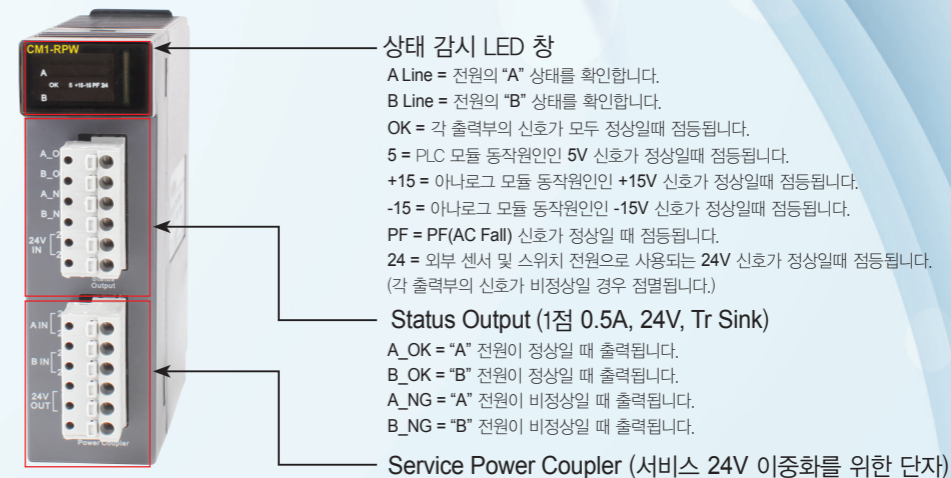 CM1-RPW
A
OK 5 +15-15 PF 24
B
A_O
B_O
A_N
B_N
24V
IN
Output
A IN
B IN
24V
OUT
Power Coupler
상태 감시 LED 창
A Line = 전원의 “A” 상태를 확인합니다.
B Line = 전원의 “B” 상태를 확인합니다.
OK = 각 출력부의 신호가 모두 정상일때 점등됩니다.
5 = PLC 모듈 동작원인인 5V 신호가 정상일때 점등됩니다.
+15 = 아나로그 모듈 동작원인인 +15V 신호가 정상일때 점등됩니다.
-15 = 아나로그 모듈 동작원인인 -15V 신호가 정상일때 점등됩니다.
PF = PF(AC Fall) 신호가 정상일 때 점등됩니다.
24 = 외부 센서 및 스위치 전원으로 사용되는 24V 신호가 정상일때 점등됩니다.
(각 출력부의 신호가 비정상일 경우 점멸됩니다.)
Status Output (1점 0.5A, 24V, Tr Sink)
A_OK = “A” 전원이 정상일 때 출력됩니다.
B_OK = “B” 전원이 정상일 때 출력됩니다.
A_NG = “A” 전원이 비정상일 때 출력됩니다.
B_NG = “B” 전원이 비정상일 때 출력됩니다.
Service Power Coupler (서비스 24V 이중화를 위한 단자)